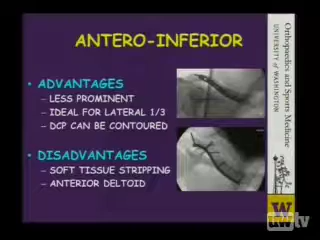 ANTERO-INFERIOR
• ADVANTAGES
– LESS PROMINENT
– IDEAL FOR LATERAL 1/3
– DCP CAN BE CONTOURED
• DISADVANTAGES
– SOFT TISSUE STRIPPING
– ANTERIOR DELTOID
Orthopaedics and Sports Medicine
UNIVERSITY OF WASHINGTON
W
uwtv